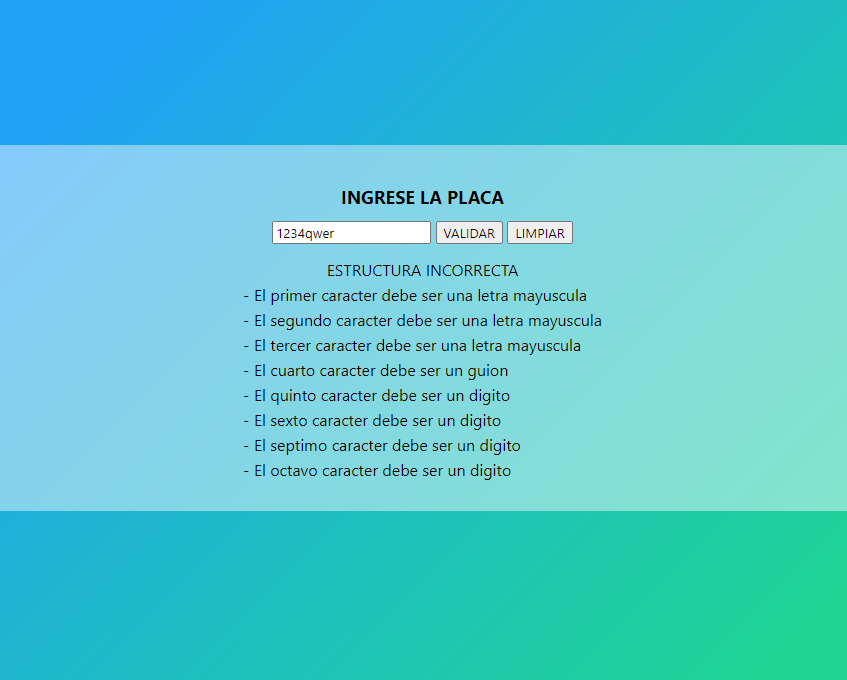 INGRESE LA PLACA
1234qwer VALIDAR LIMPIAR
ESTRUCTURA INCORRECTA
- El primer caracter debe ser una letra mayuscula
- El segundo caracter debe ser una letra mayuscula
- El tercer caracter debe ser una letra mayuscula
- El cuarto caracter debe ser un guion
- El quinto caracter debe ser un digito
- El sexto caracter debe ser un digito
- El septimo caracter debe ser un digito
- El octavo caracter debe ser un digito